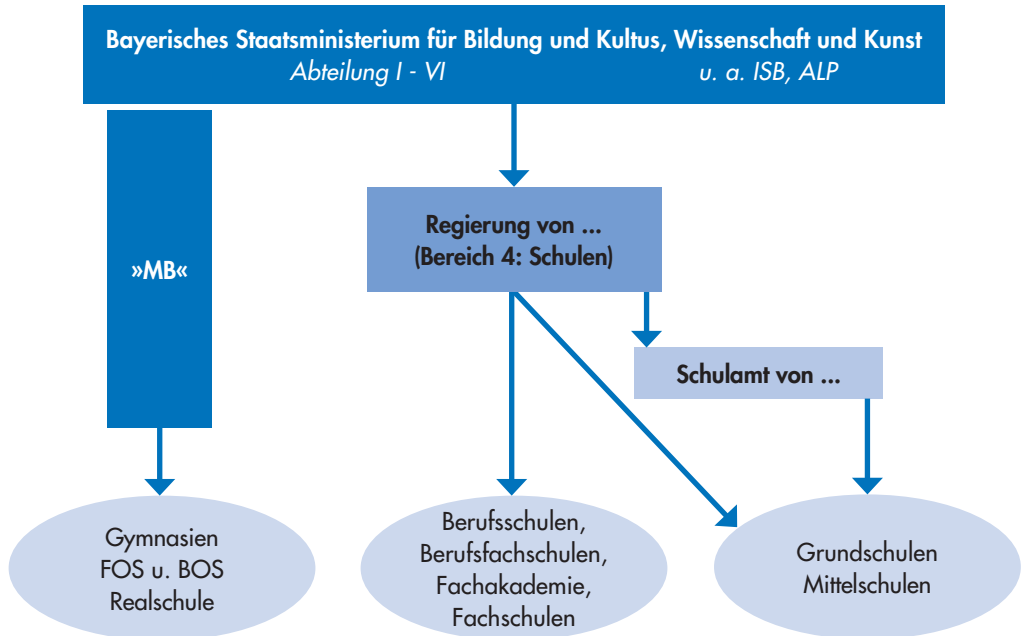 Bayerisches Staatsministerium für Bildung und Kultus, Wissenschaft und Kunst
Abteilung I - VI
u. a. ISB, ALP
»MB«
Regierung von ...
(Bereich 4: Schulen)
Schulamt von ...
Gymnasien
FOS u. BOS
Realschule
Berufsschulen,
Berufsfachschulen,
Fachakademie,
Fachschulen
Grundschulen
Mittelschulen